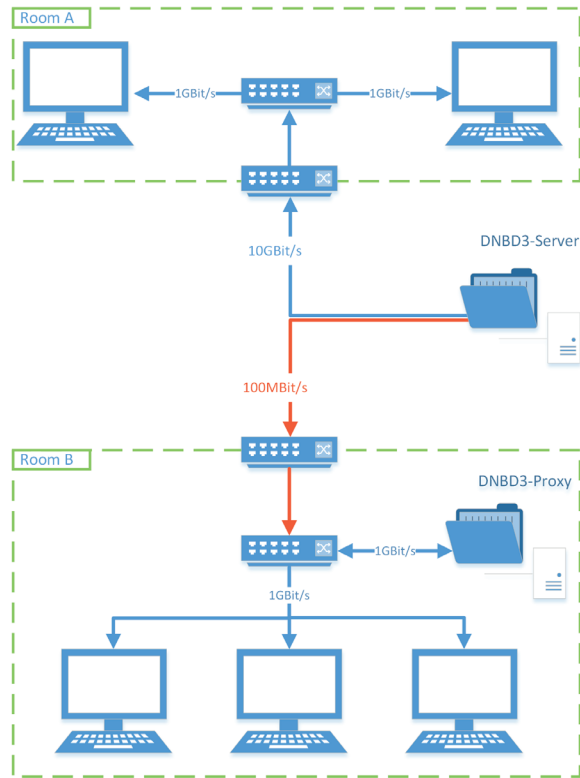 Room A
1GBit/s
1GBit/s
10GBit/s
DNBD3-Server
100MBit/s
Room B
DNBD3-Proxy
1GBit/s
1GBit/s